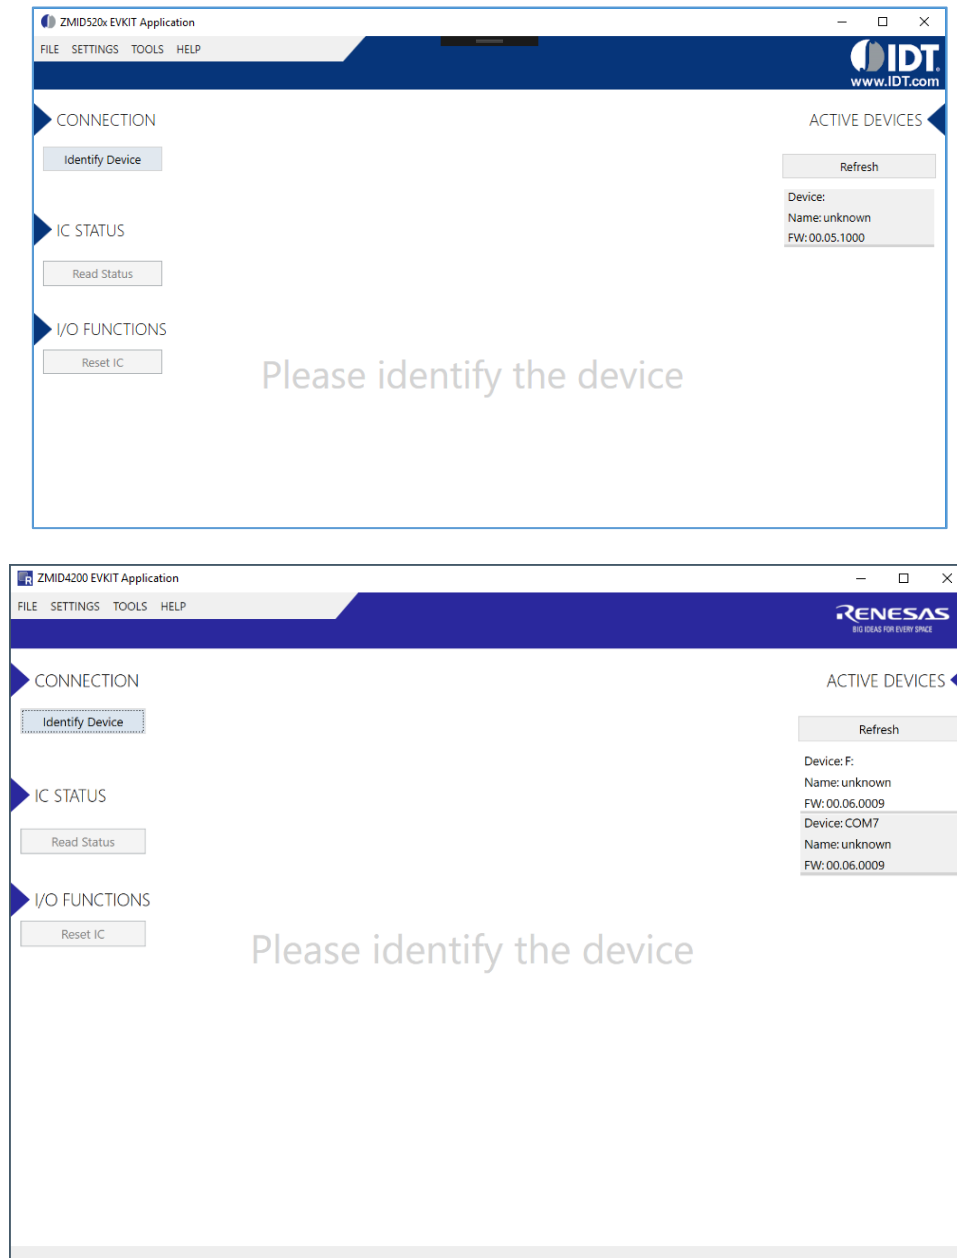 ZMID520x EVKIT Application
FILE SETTINGS TOOLS HELP
IDT.
www.IDT.com
CONNECTION
ACTIVE DEVICES
Identify Device
Refresh
Device:
Name: unknown
FW: 00.05.1000
IC STATUS
Read Status
I/O FUNCTIONS
Reset IC
Please identify the device
ZMID4200 EVKIT Application
FILE SETTINGS TOOLS HELP
RENESAS
BIG IDEAS FOR EVERY SPACE
CONNECTION
ACTIVE DEVICES
Identify Device
Refresh
Device: F:
Name: unknown
FW: 00.06.0009
Device: COM7
Name: unknown
FW: 00.06.0009
IC STATUS
Read Status
I/O FUNCTIONS
Reset IC
Please identify the device